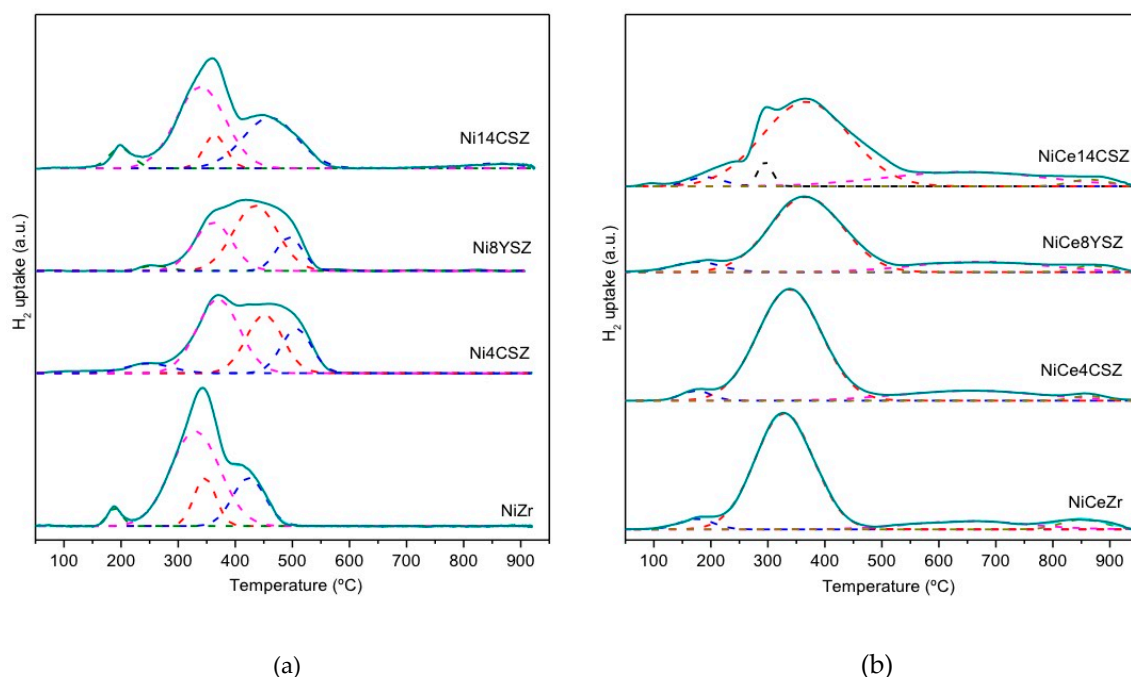 H₂ uptake (a.u.)
Ni14CSZ
Ni8YSZ
Ni4CSZ
NiZr
100 200 300 400 500 600 700 800 900
Temperature (ºC)
(a)
H₂ uptake (a.u.)
NiCe14CSZ
NiCe8YSZ
NiCe4CSZ
NiCeZr
100 200 300 400 500 600 700 800 900
Temperature (ºC)
(b)